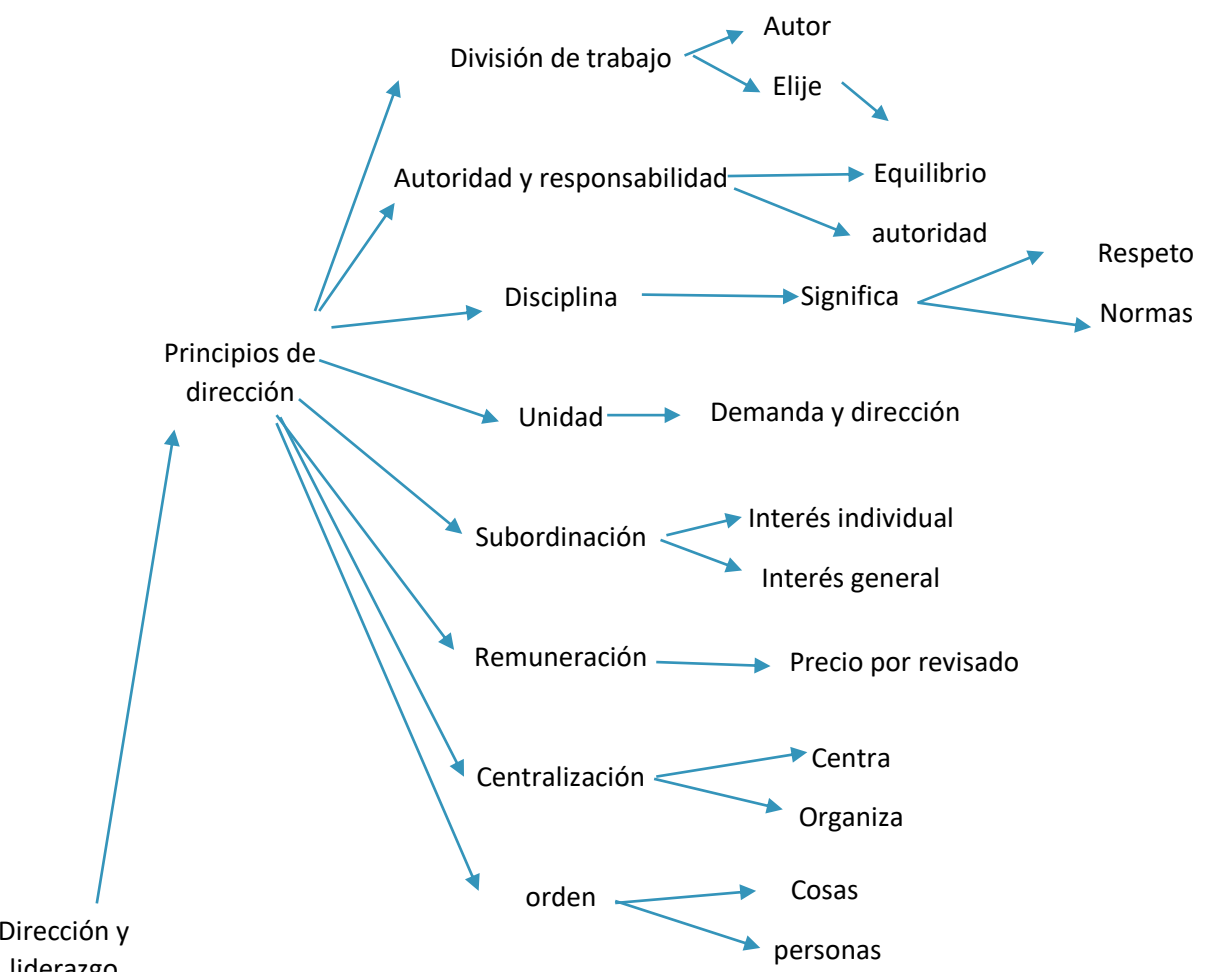 Autor
División de trabajo
Elije
Autoridad y responsabilidad
Equilibrio
autoridad
Disciplina
Significa
Respeto
Normas
Principios de
dirección
Unidad
Demanda y dirección
Subordinación
Interés individual
Interés general
Remuneración
Precio por revisado
Centralización
Centra
Organiza
orden
Cosas
personas
Dirección y
liderazgo